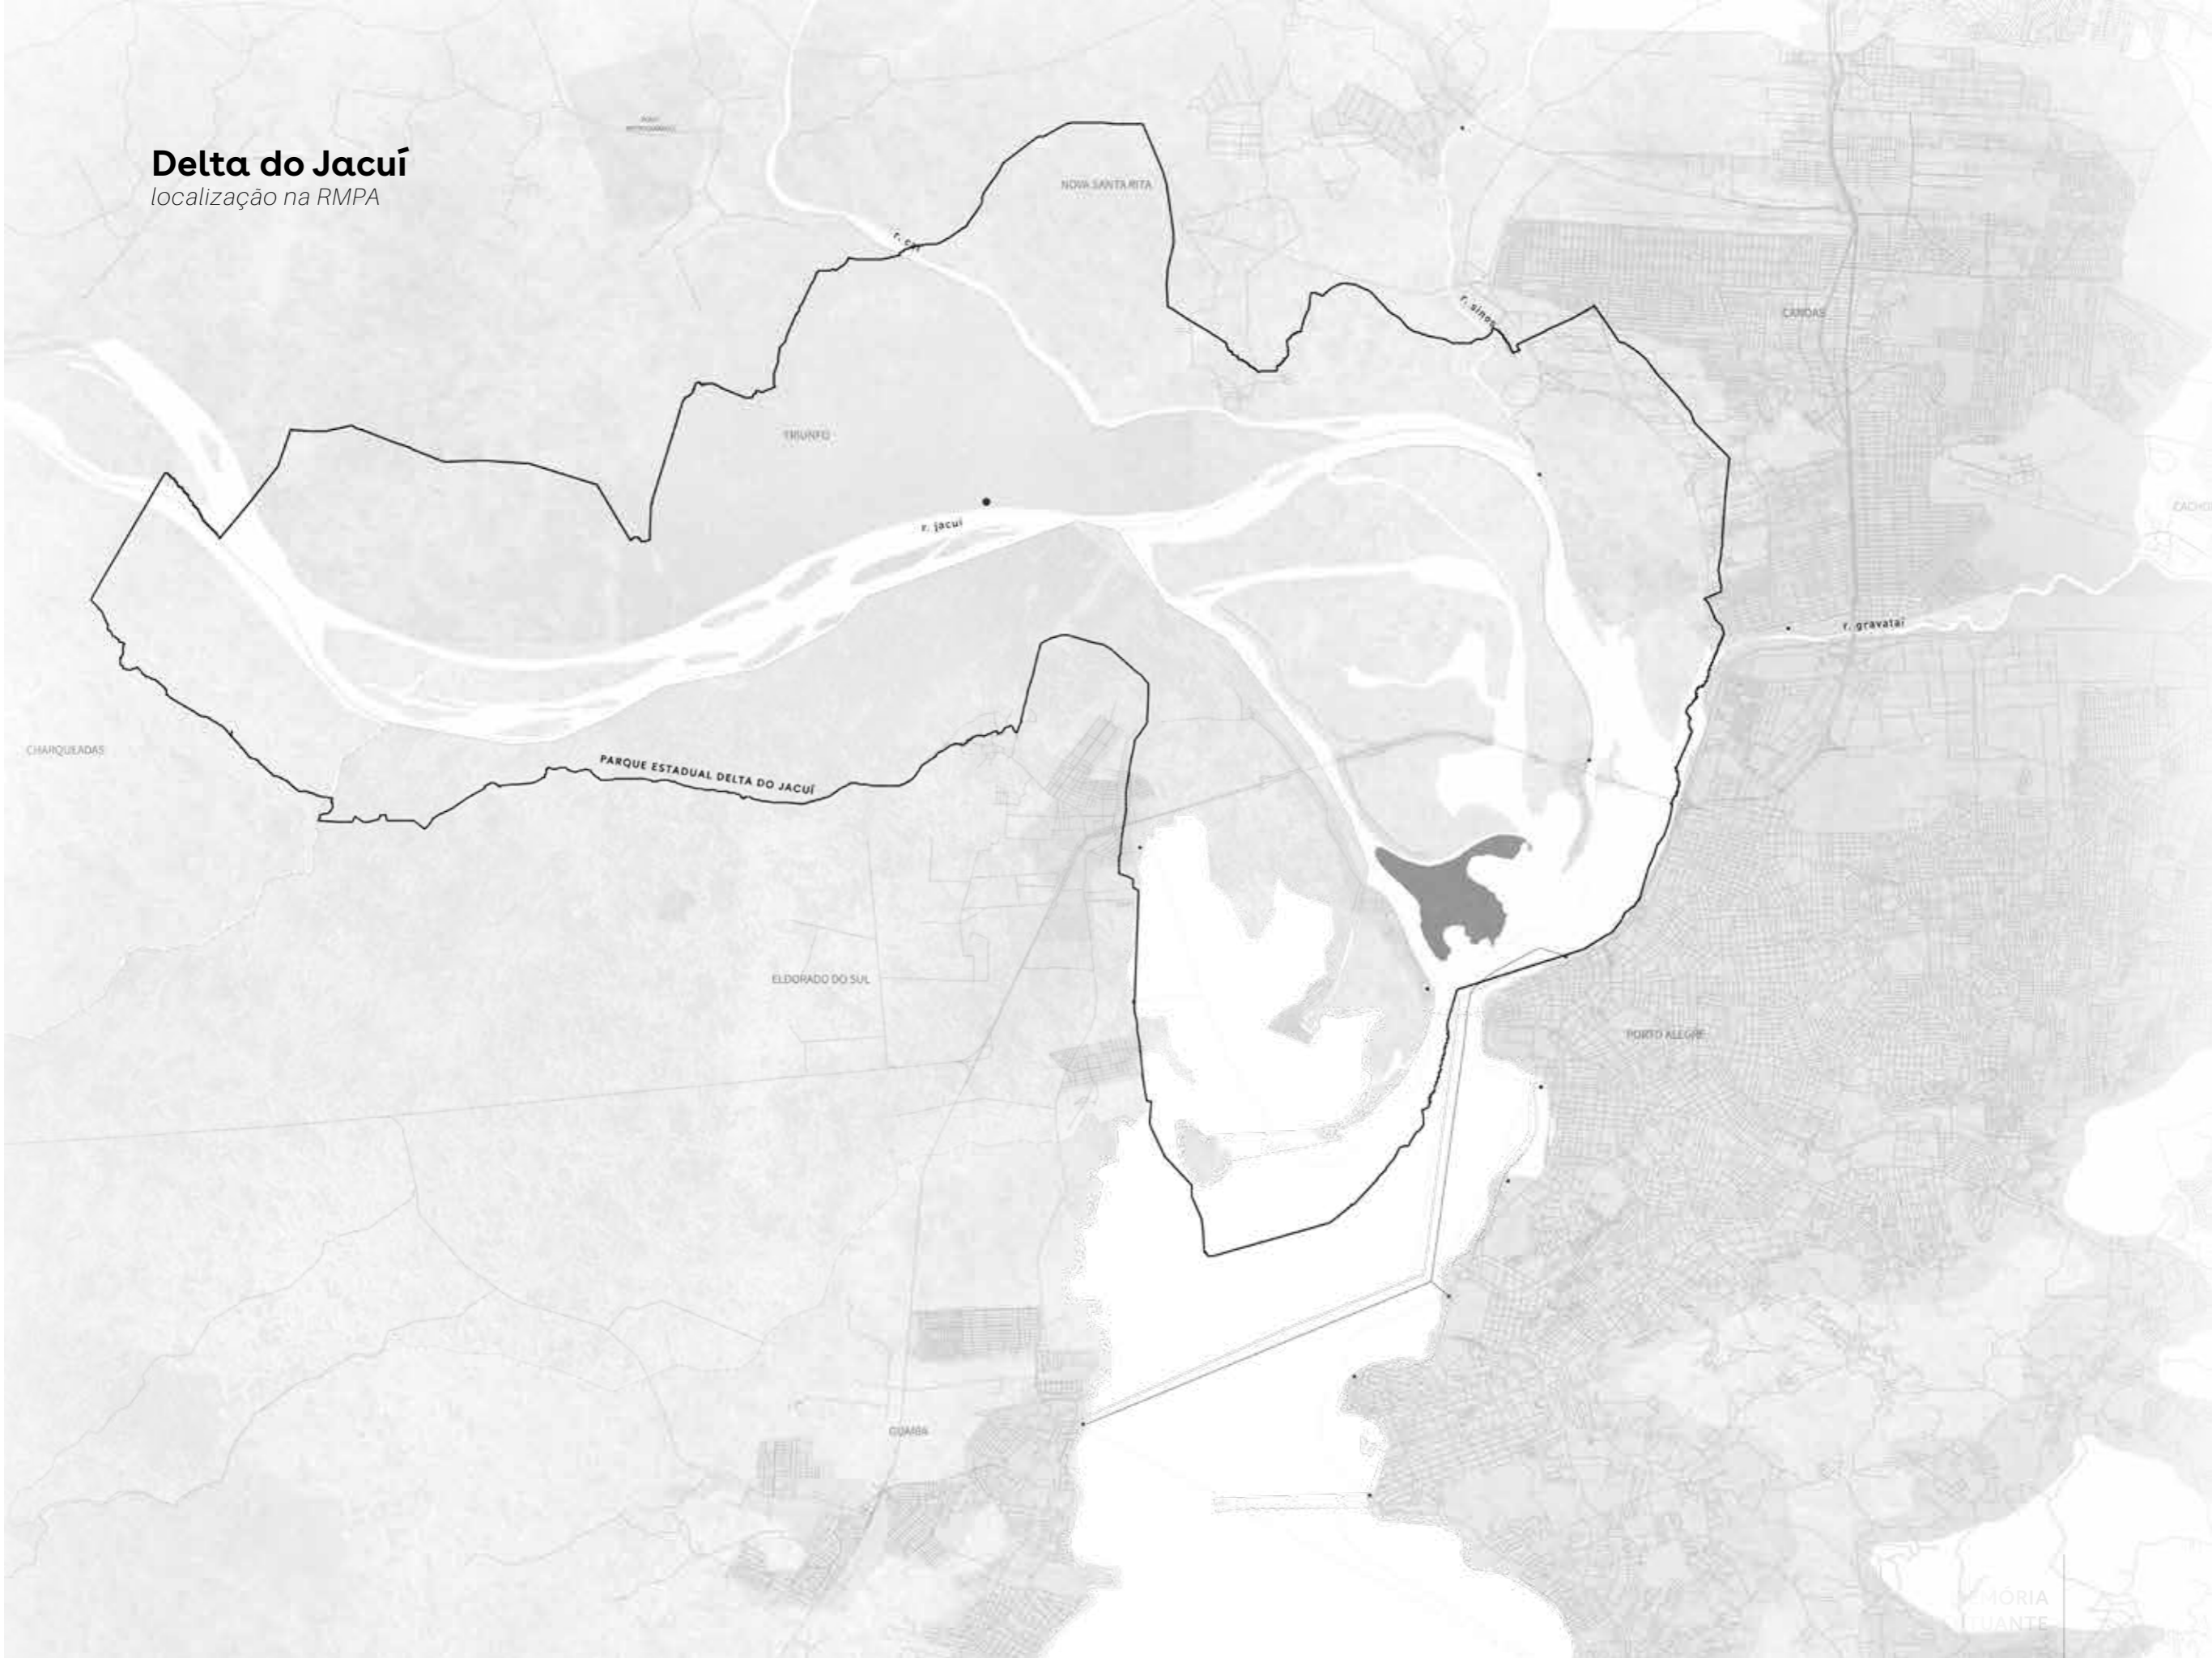 Delta do Jacuí
localização na RMPA
NOVA SANTA RITA
r. caí
r. sinos
CANOAS
TRIUNFO
r. jacuí
r. gravataí
CHARQUEADAS
PARQUE ESTADUAL DELTA DO JACUÍ
ELDORADO DO SUL
PORTO ALEGRE
GUAÍBA